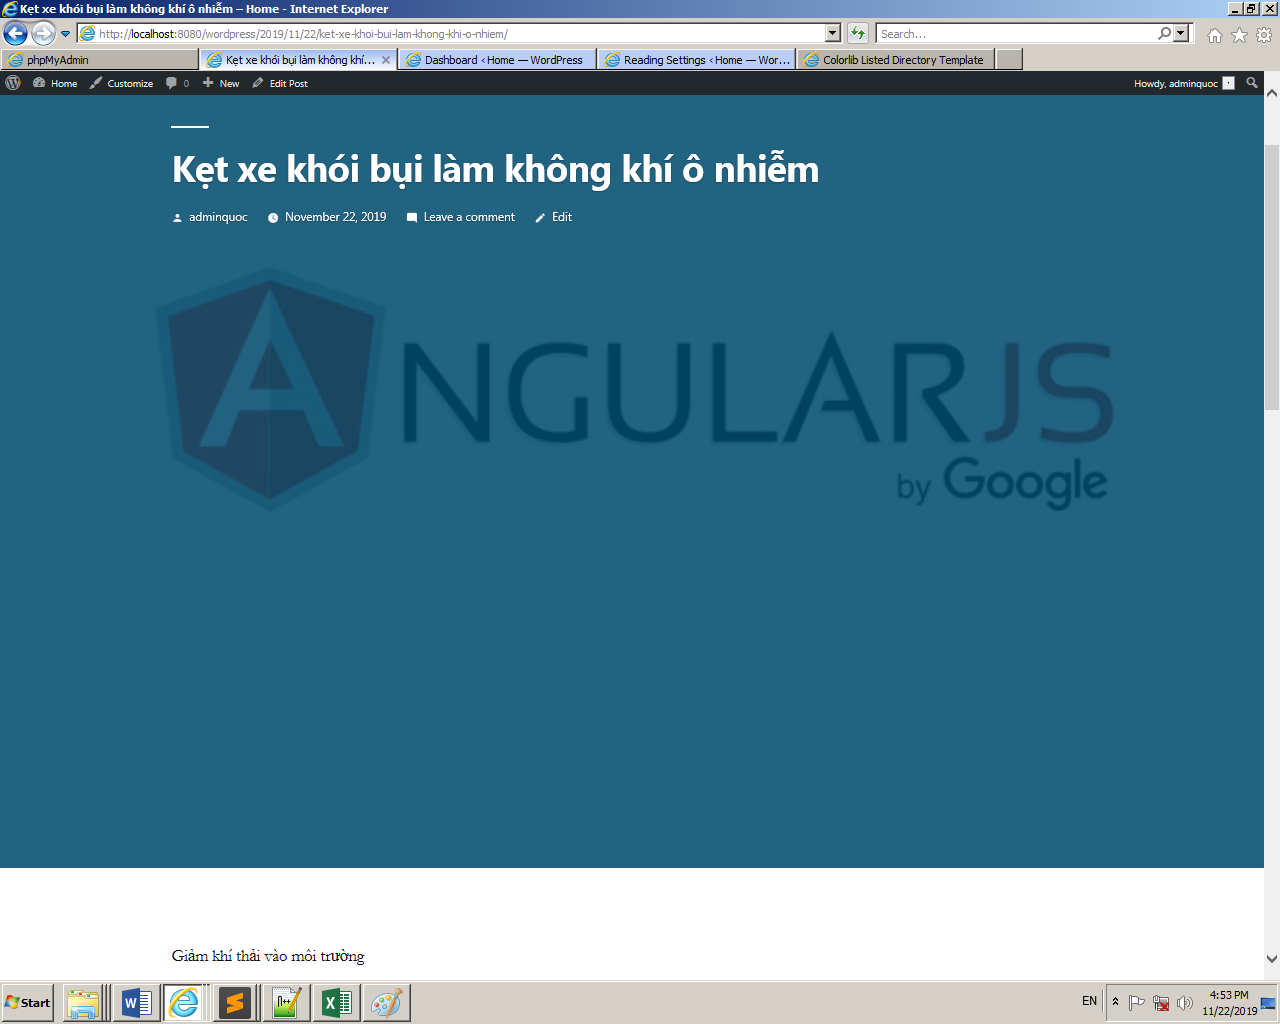 Kẹt xe khói bụi làm không khí ô nhiễm – Home - Internet Explorer
http://localhost:8080/wordpress/2019/11/22/ket-xe-khoi-bui-lam-khong-khi-o-nhiem/
Search...
phpMyAdmin
Kẹt xe khói bụi làm không khí...
Dashboard ‹ Home — WordPress
Reading Settings ‹ Home — Wor...
Colorlib Listed Directory Template
Home
Customize
0
New
Edit Post
Howdy, adminquoc
Kẹt xe khói bụi làm không khí ô nhiễm
adminquoc
November 22, 2019
Leave a comment
Edit
ANGULARJS
by Google
Giảm khí thải vào môi trường
Start
EN
4:53 PM
11/22/2019